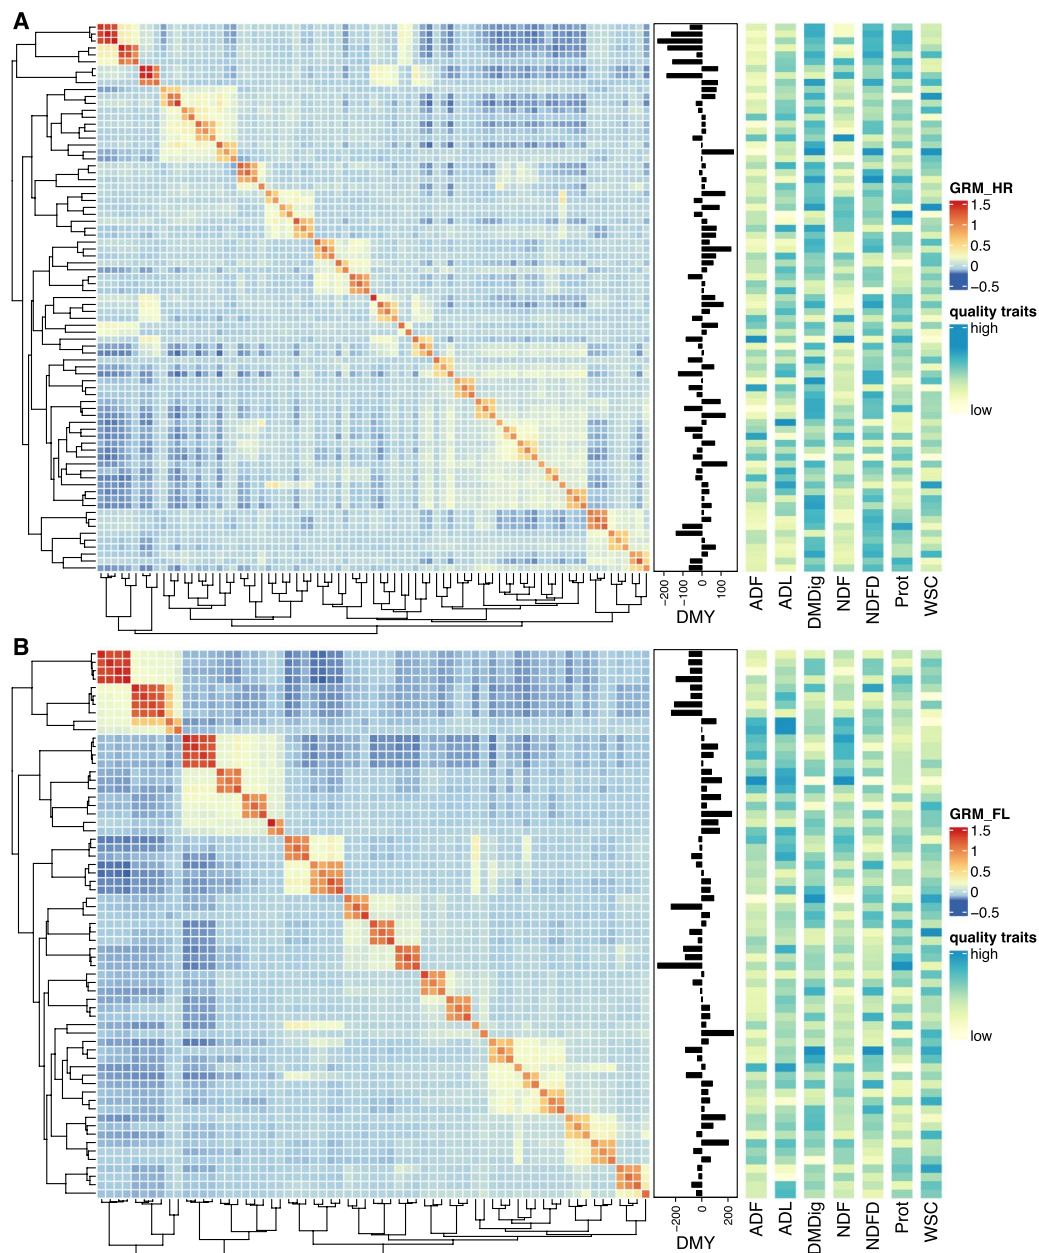 A
GRM_HR
1.5
1
0.5
0
−0.5
quality traits
high
low
−200
−100
0
100
DMY
ADF
ADL
DMDig
NDF
NDFD
Prot
WSC
B
GRM_FL
1.5
1
0.5
0
−0.5
quality traits
high
low
−200
0
200
DMY
ADF
ADL
DMDig
NDF
NDFD
Prot
WSC